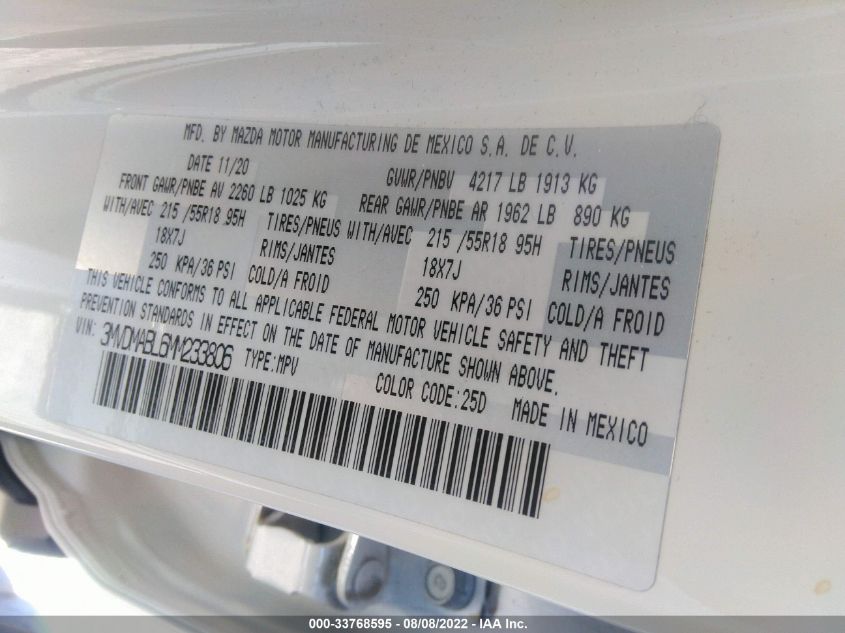 MFD. BY MAZDA MOTOR MANUFACTURING DE MEXICO S.A. DE C.V.
DATE 11/20 GVWR/PNBV 4217 LB 1913 KG
FRONT GAWR/PNBE AV 2260 LB 1025 KG REAR GAWR/PNBE AR 1962 LB 890 KG
WITH/AVEC 215 /55R18 95H TIRES/PNEUS WITH/AVEC 215 /55R18 95H TIRES/PNEUS
18X7J RIMS/JANTES 18X7J RIMS/JANTES
250 KPA/36 PSI COLD/A FROID 250 KPA/36 PSI COLD/A FROID
THIS VEHICLE CONFORMS TO ALL APPLICABLE FEDERAL MOTOR VEHICLE SAFETY AND THEFT
PREVENTION STANDARDS IN EFFECT ON THE DATE OF MANUFACTURE SHOWN ABOVE.
VIN: 3MVDMABL6MM233806 TYPE:MPV
COLOR CODE:25D MADE IN MEXICO
000-33768595 - 08/08/2022 - IAA Inc.